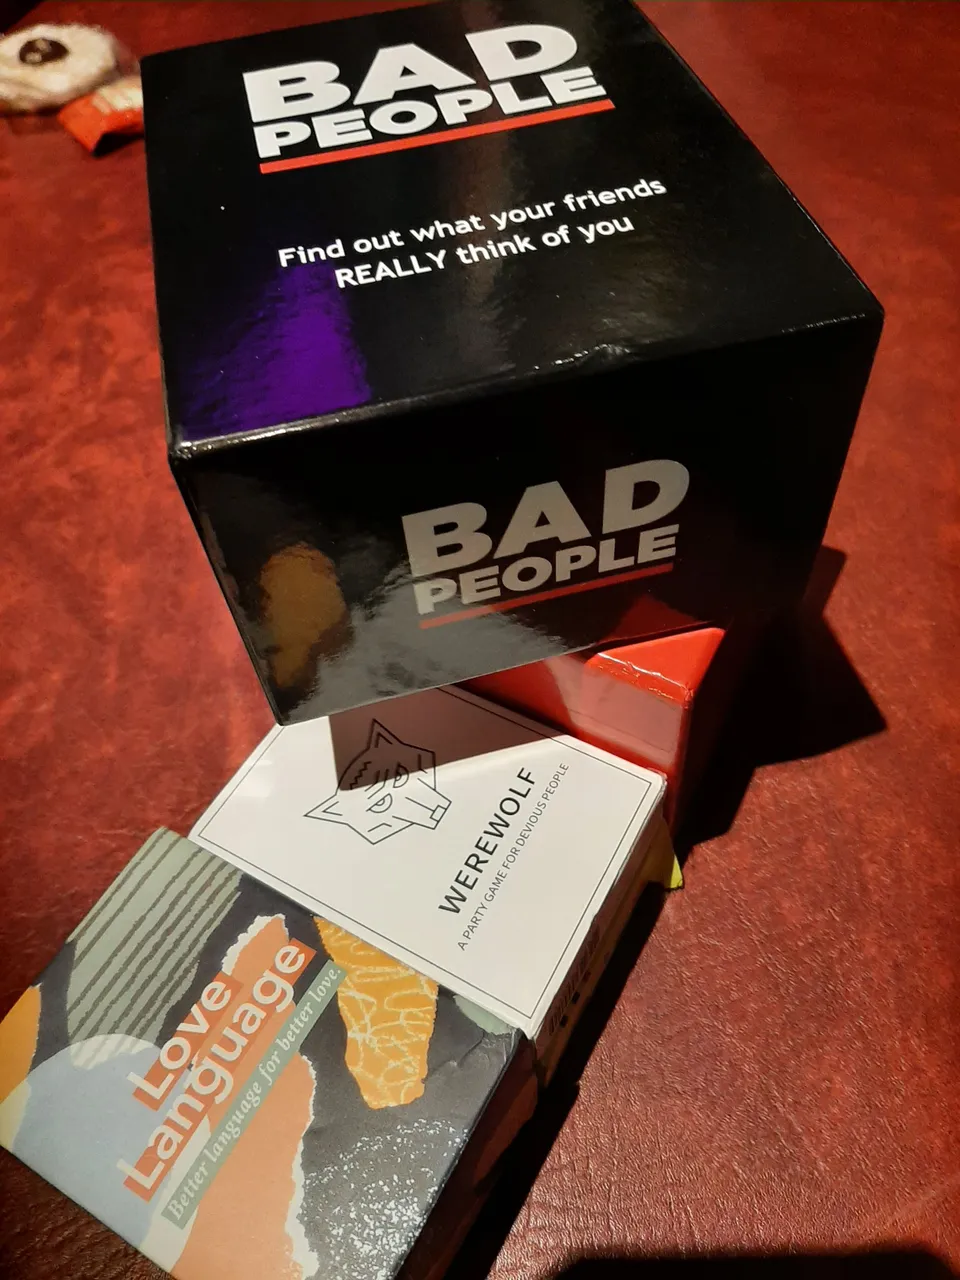 BAD
PEOPLE
Find out what your friends
REALLY think of you
BAD
PEOPLE
WEREWOLF
A PARTY GAME FOR DEVIOUS PEOPLE
Love
Language
Better language for better love.